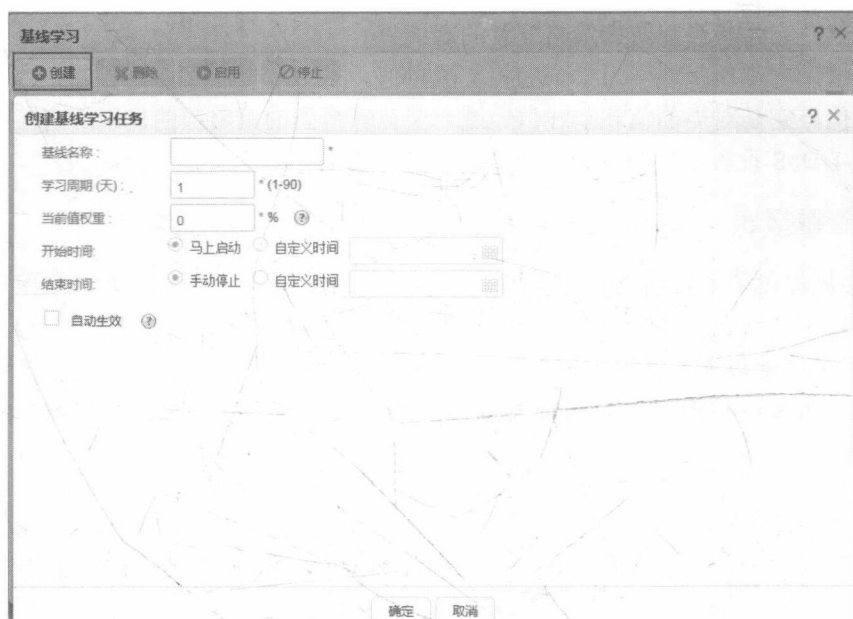 基线学习 ? ×
创建 删除 启用 停止
创建基线学习任务 ? ×
基线名称: *
学习周期(天): 1 * (1-90)
当前值权重: 0 * % ?
开始时间: 马上启动 自定义时间
结束时间: 手动停止 自定义时间
自动生效 ?
确定 取消